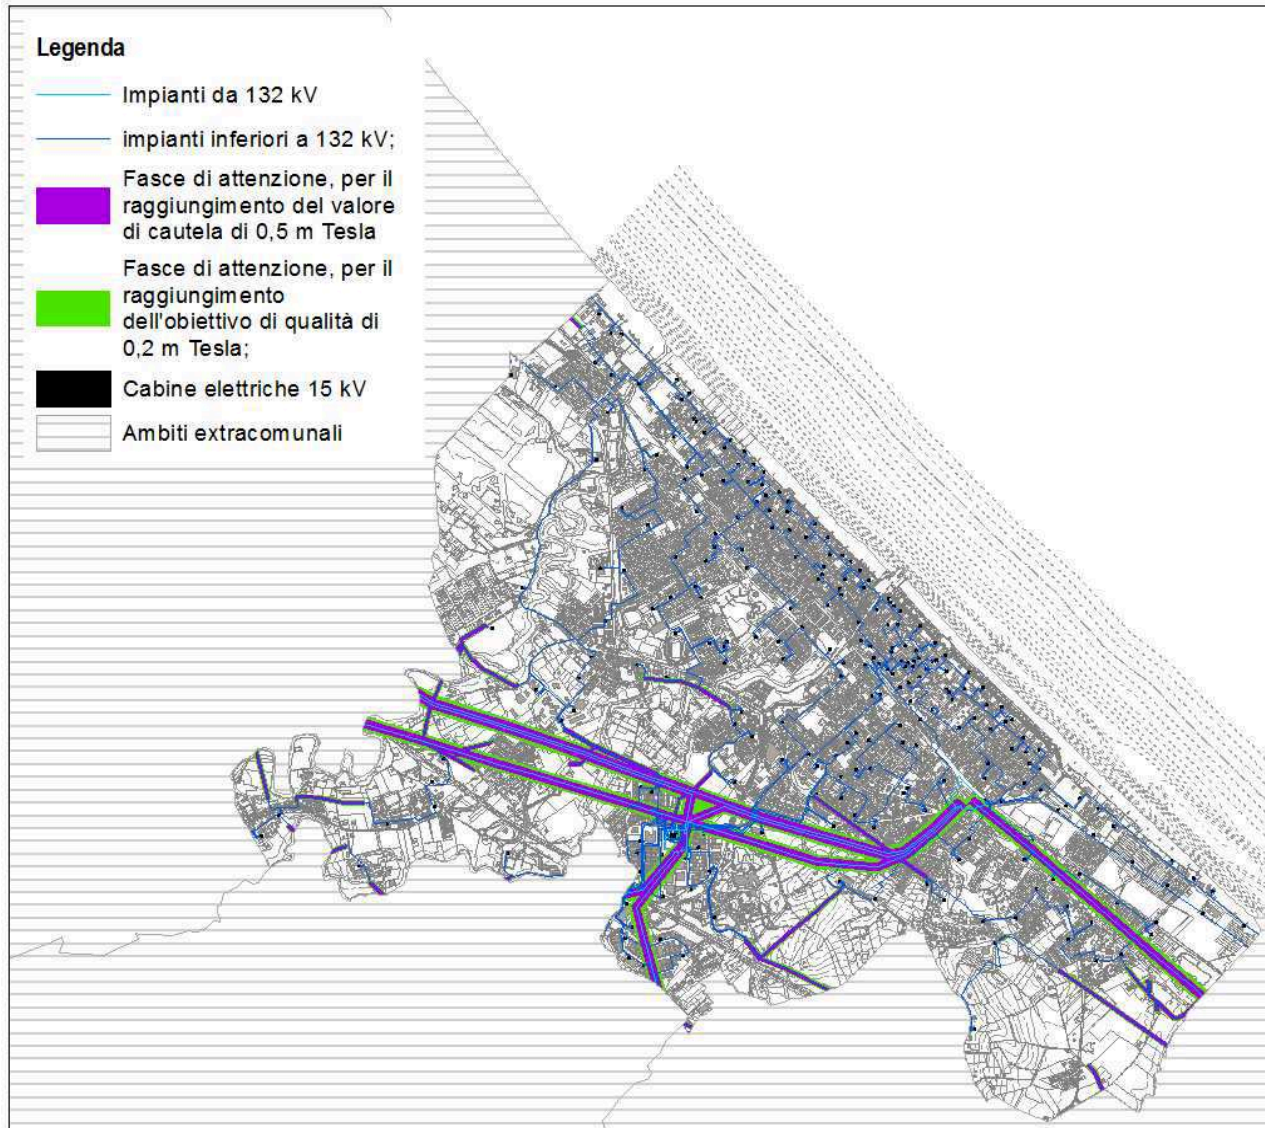 Legenda
Impianti da 132 kV
impianti inferiori a 132 kV;
Fasce di attenzione, per il
raggiungimento del valore
di cautela di 0,5 m Tesla
Fasce di attenzione, per il
raggiungimento
dell'obiettivo di qualità di
0,2 m Tesla;
Cabine elettriche 15 kV
Ambiti extracomunali